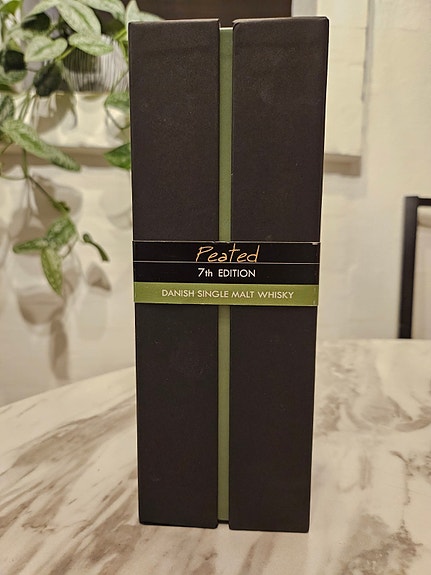 Peated
7th EDITION
DANISH SINGLE MALT WHISKY